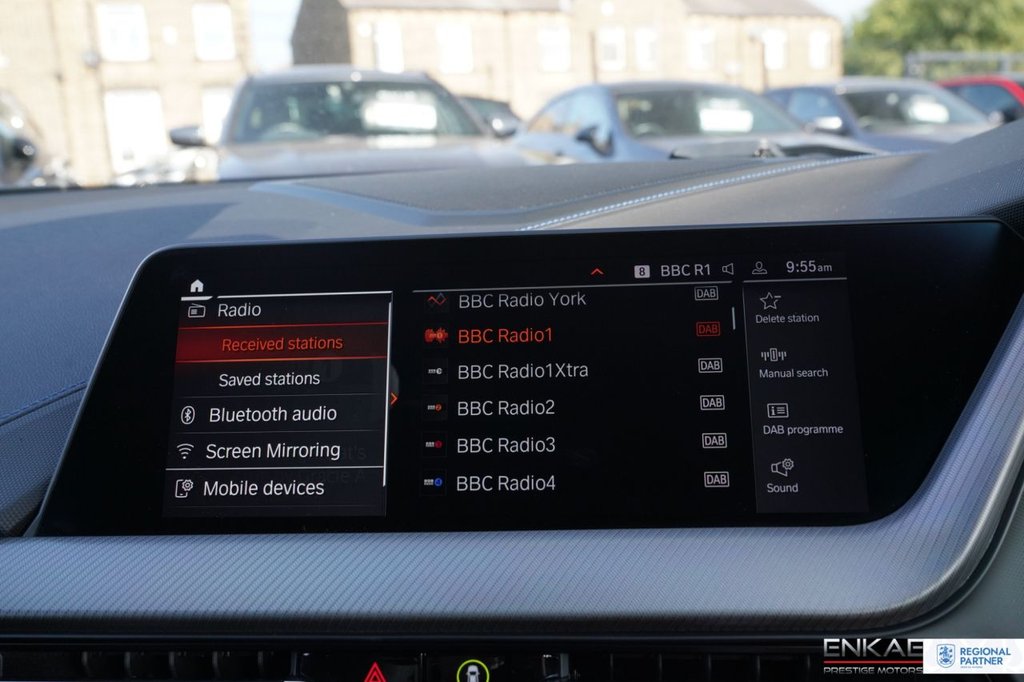 8 BBC R1 9:55am
Radio
Received stations
Saved stations
Bluetooth audio
Screen Mirroring
Mobile devices
BBC Radio York DAB
BBC Radio1 DAB
BBC Radio1Xtra DAB
BBC Radio2 DAB
BBC Radio3 DAB
BBC Radio4 DAB
Delete station
Manual search
DAB programme
Sound
PRESTIGE MOTORS
REGIONAL
PARTNER